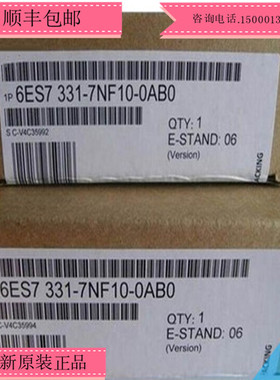 顺丰包邮
咨询电话.1500013
1P 6ES7 331-7NF10-0AB0
S C-V4C35992
QTY: 1
E-STAND: 06
(Version)
ACKING
6ES7 331-7NF10-0AB0
C-V4C35994
QTY: 1
E-STAND: 06
(Version)
原装正品